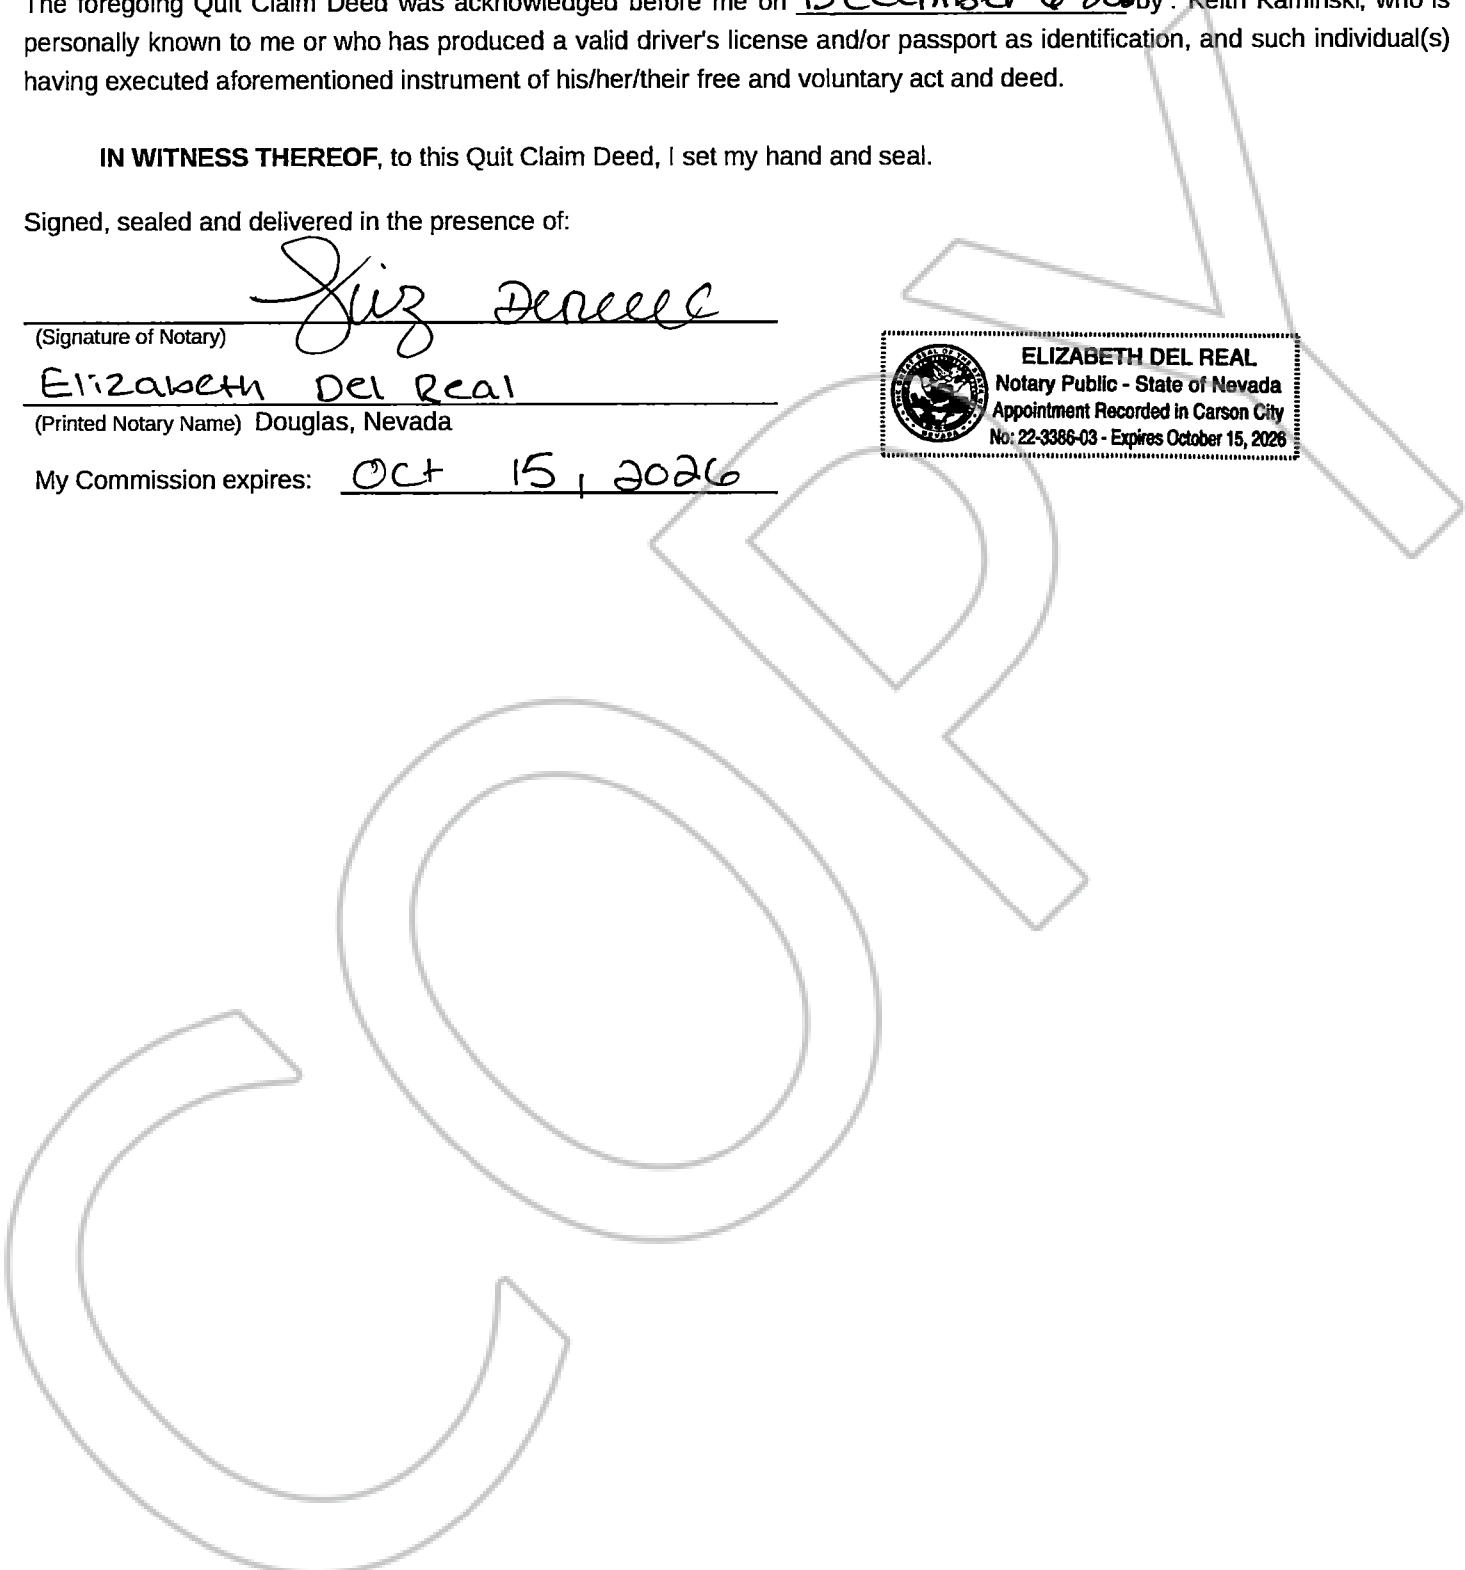 The foregoing Quit Claim Deed was acknowledged before me on December by: Keith Kaminski, who is
personally known to me or who has produced a valid driver's license and/or passport as identification, and such individual(s)
having executed aforementioned instrument of his/her/their free and voluntary act and deed.
IN WITNESS THEREOF, to this Quit Claim Deed, I set my hand and seal.
Signed, sealed and delivered in the presence of:
(Signature of Notary)
Elizabeth Del Real
(Printed Notary Name) Douglas, Nevada
My Commission expires: Oct 15, 2026
ELIZABETH DEL REAL
Notary Public - State of Nevada
Appointment Recorded in Carson City
No: 22-3386-03 - Expires October 15, 2026
COPY